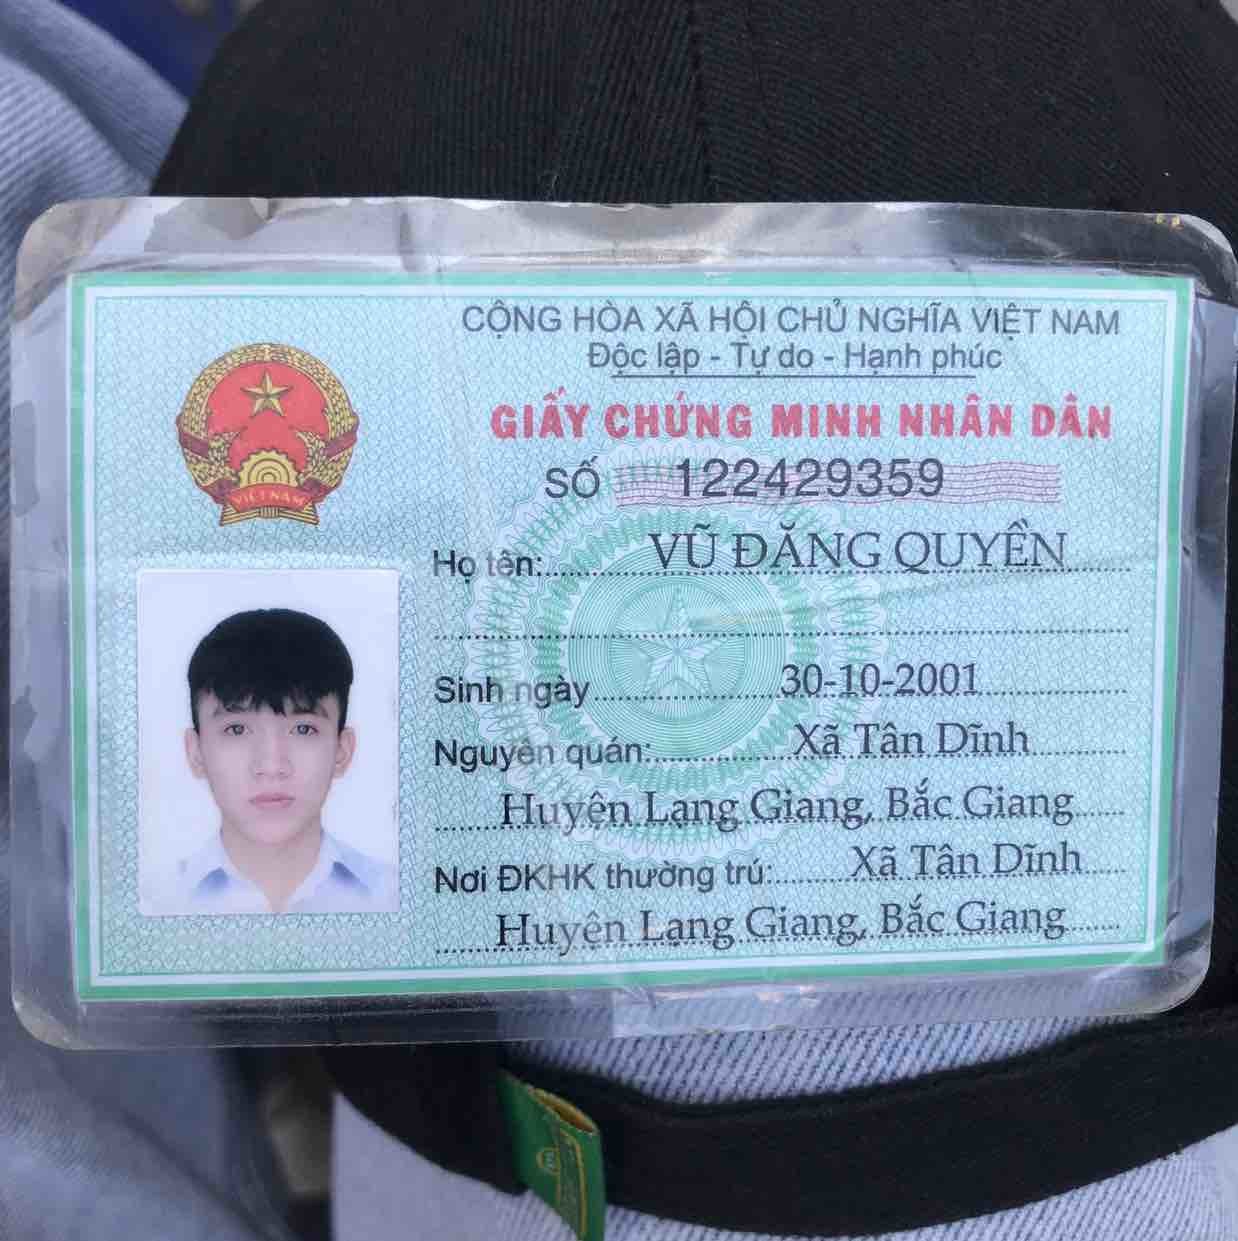 CỘNG HÒA XÃ HỘI CHỦ NGHĨA VIỆT NAM
Độc lập - Tự do - Hạnh phúc
GIẤY CHỨNG MINH NHÂN DÂN
SỐ 122429359
VIỆT NAM
Họ tên: VŨ ĐĂNG QUYỀN
Sinh ngày 30-10-2001
Nguyên quán: Xã Tân Dĩnh
Huyện Lạng Giang, Bắc Giang
Nơi ĐKHK thường trú: Xã Tân Dĩnh
Huyện Lạng Giang, Bắc Giang